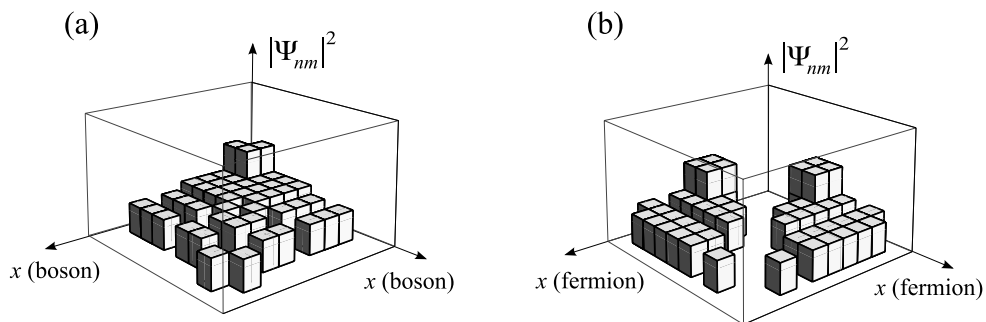 (a)
|Ψnm|²
x (boson)
x (boson)
(b)
|Ψnm|²
x (fermion)
x (fermion)